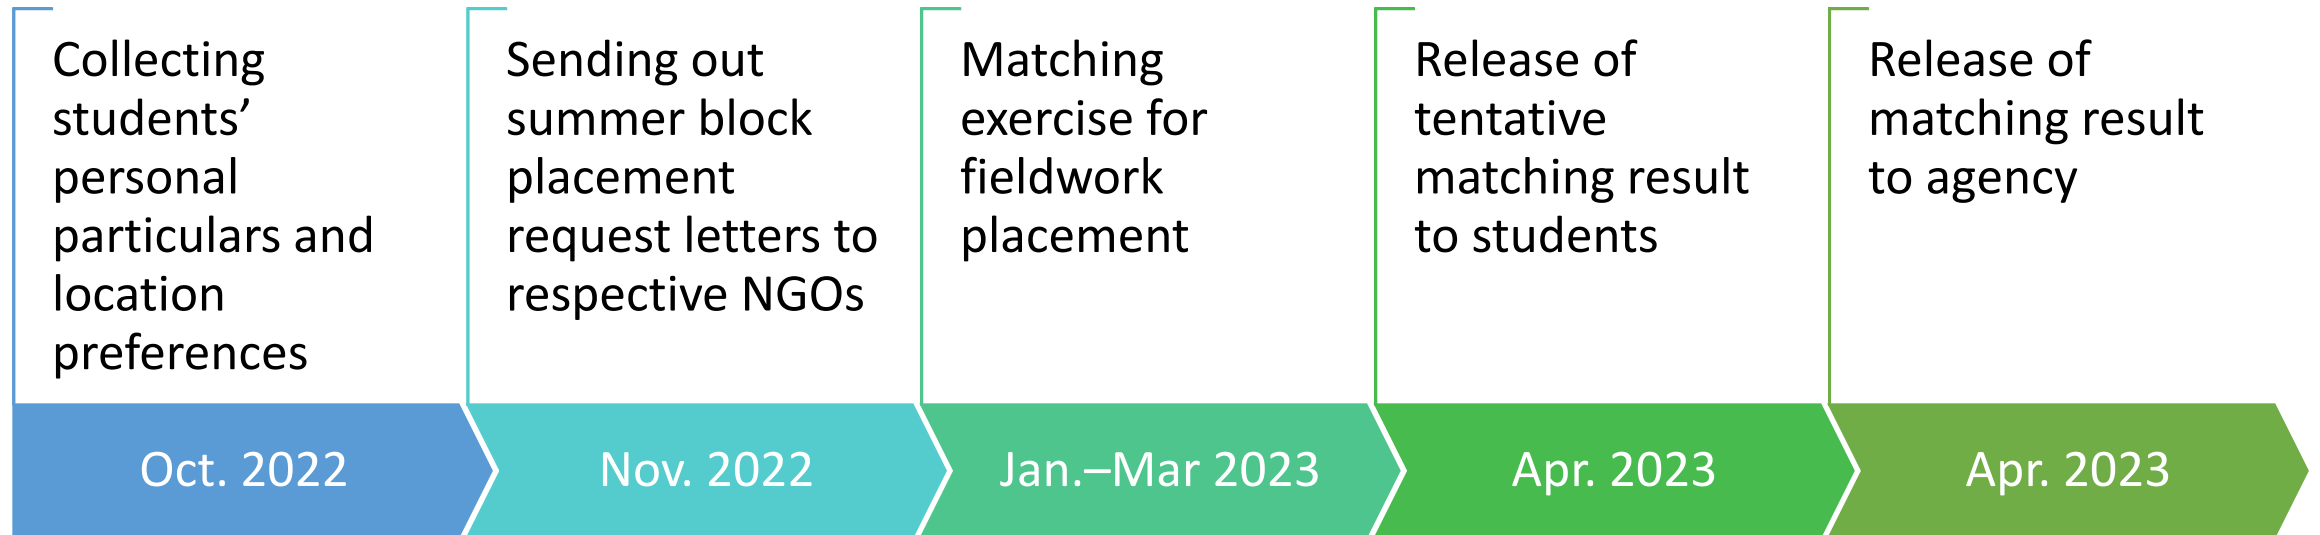 Collecting
students’
personal
particulars and
location
preferences
Oct. 2022
Sending out
summer block
placement
request letters to
respective NGOs
Nov. 2022
Matching
exercise for
fieldwork
placement
Jan.–Mar 2023
Release of
tentative
matching result
to students
Apr. 2023
Release of
matching result
to agency
Apr. 2023